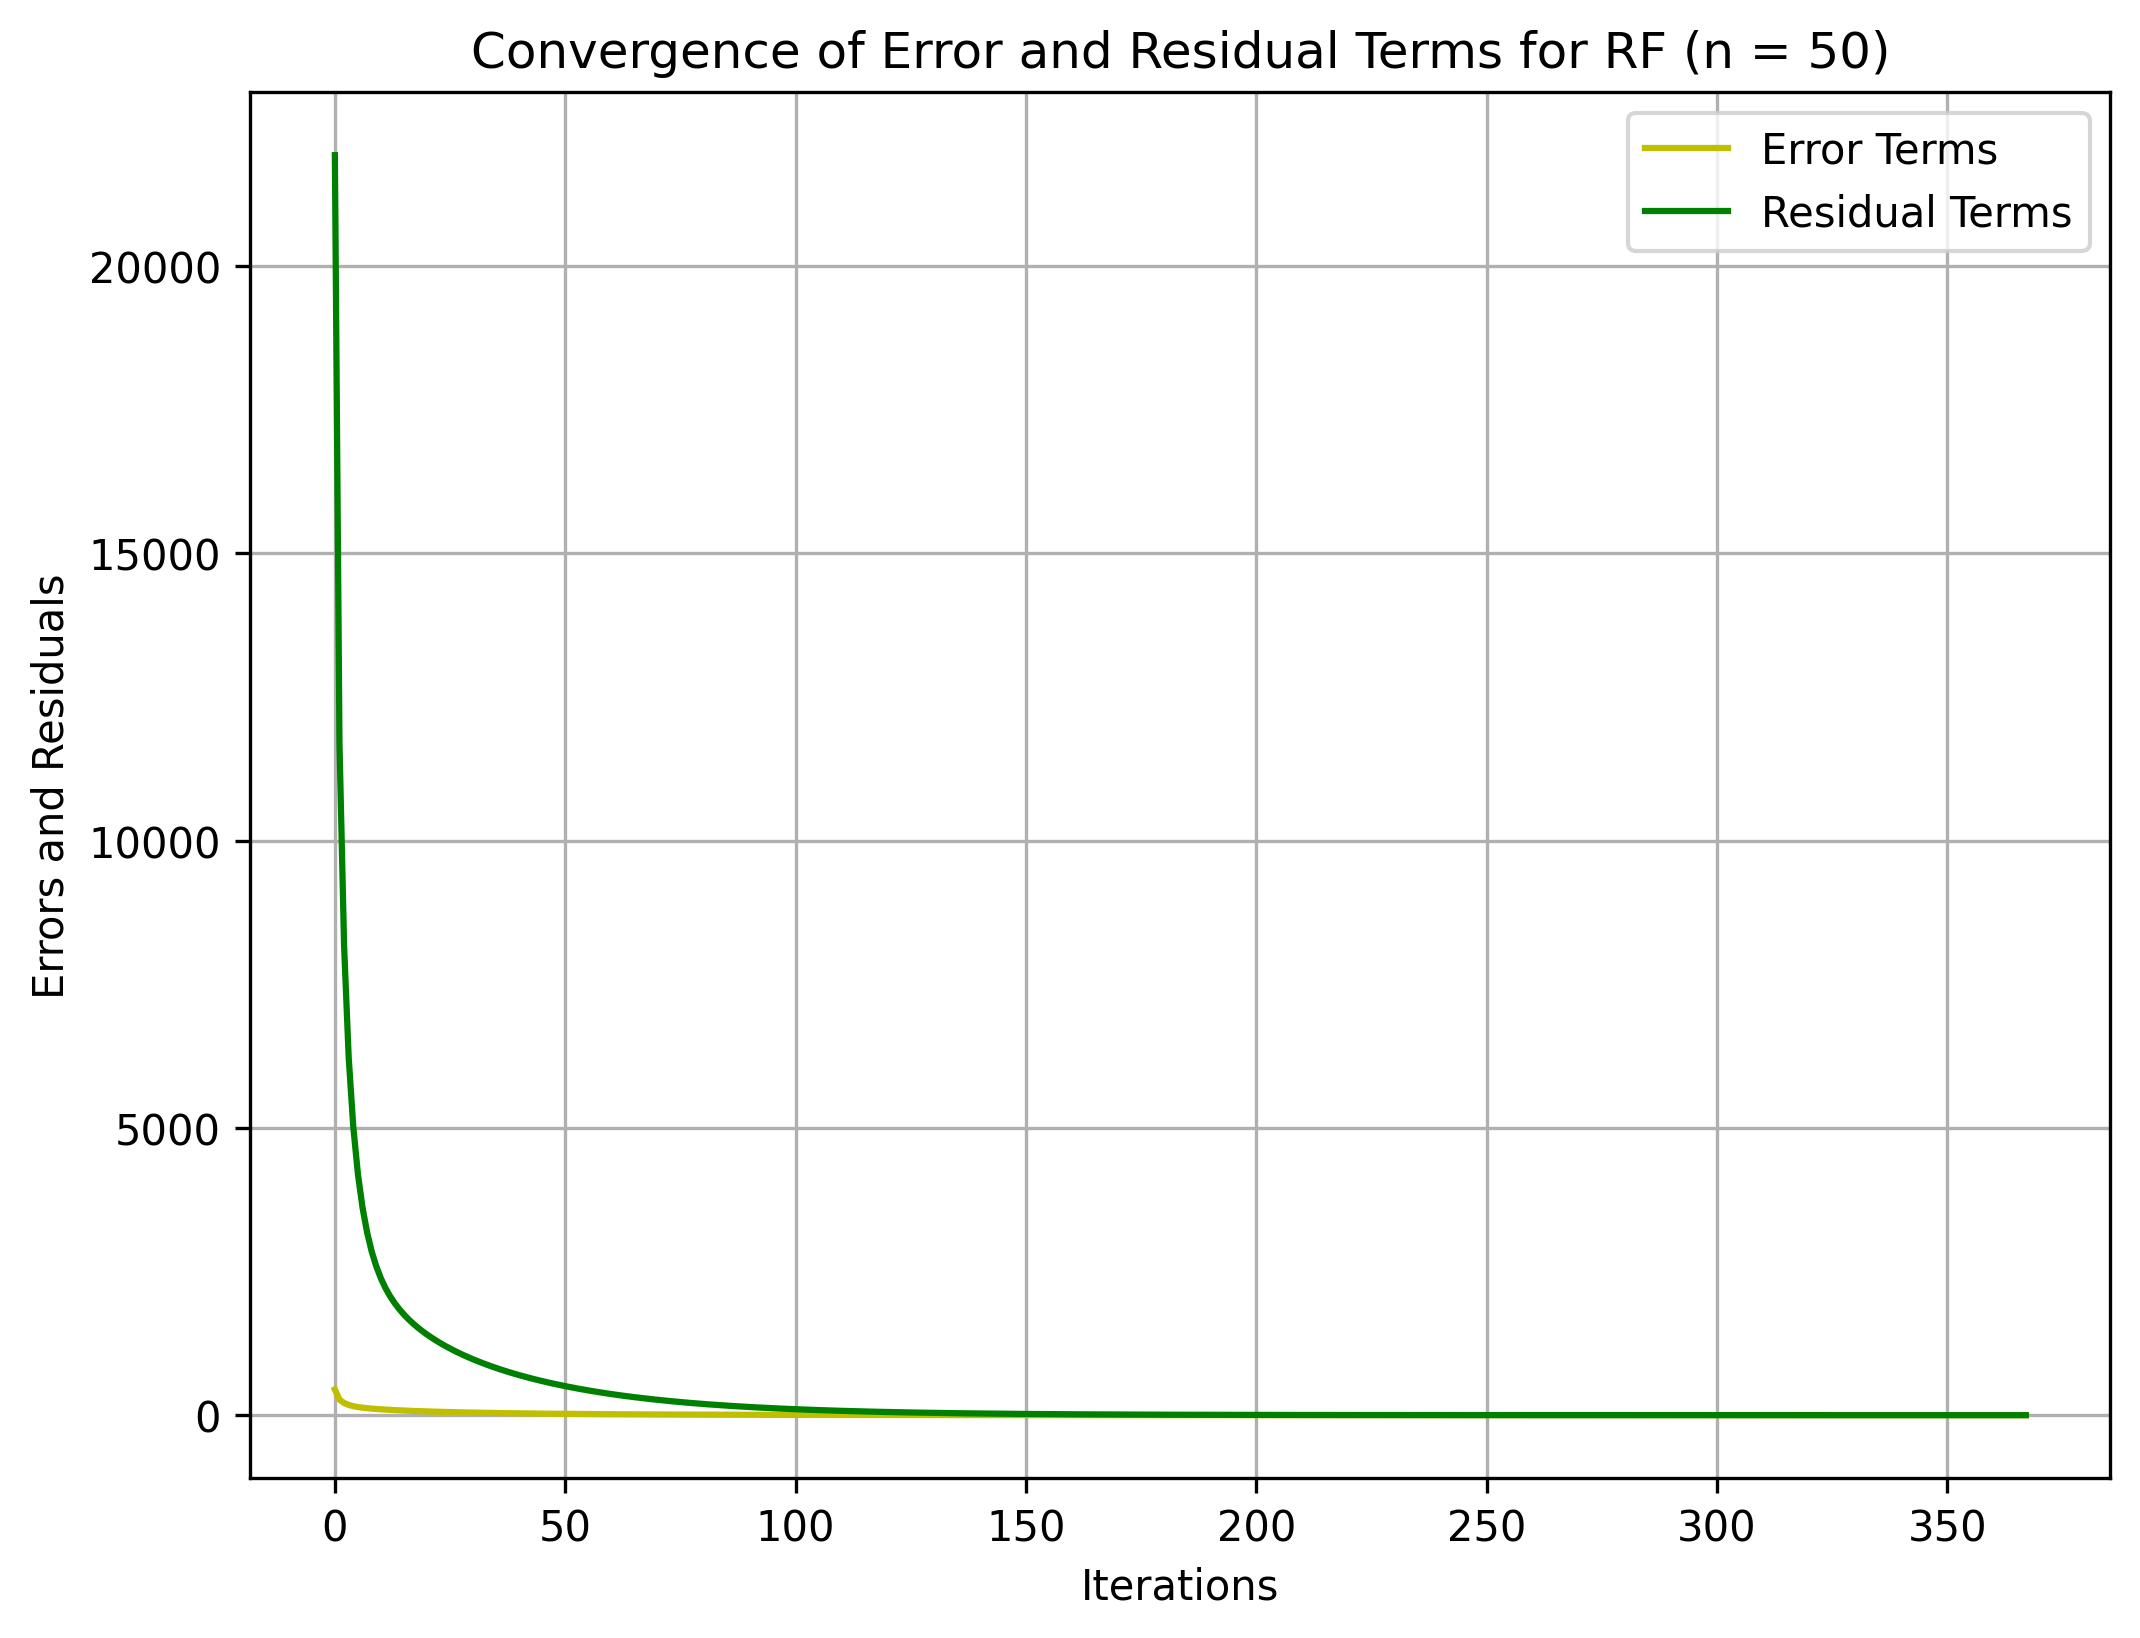 Convergence of Error and Residual Terms for RF (n = 50)
Error Terms
Residual Terms
Errors and Residuals
20000
15000
10000
5000
0
0 50 100 150 200 250 300 350
Iterations